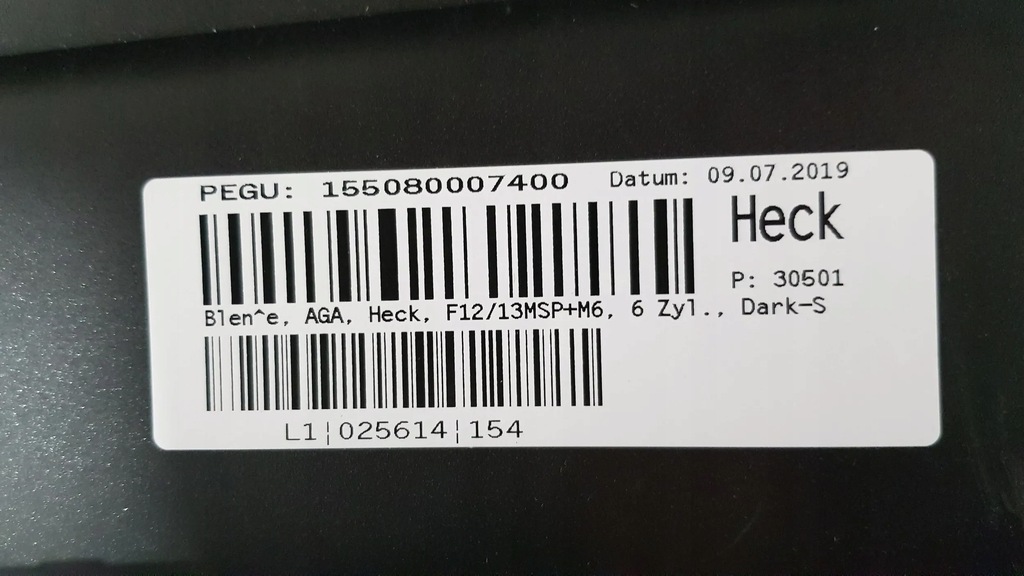 PEGU: 155080007400 Datum: 09.07.2019
Heck
P: 30501
Blen^e, AGA, Heck, F12/13MSP+M6, 6 Zyl., Dark-S
L1|025614|154